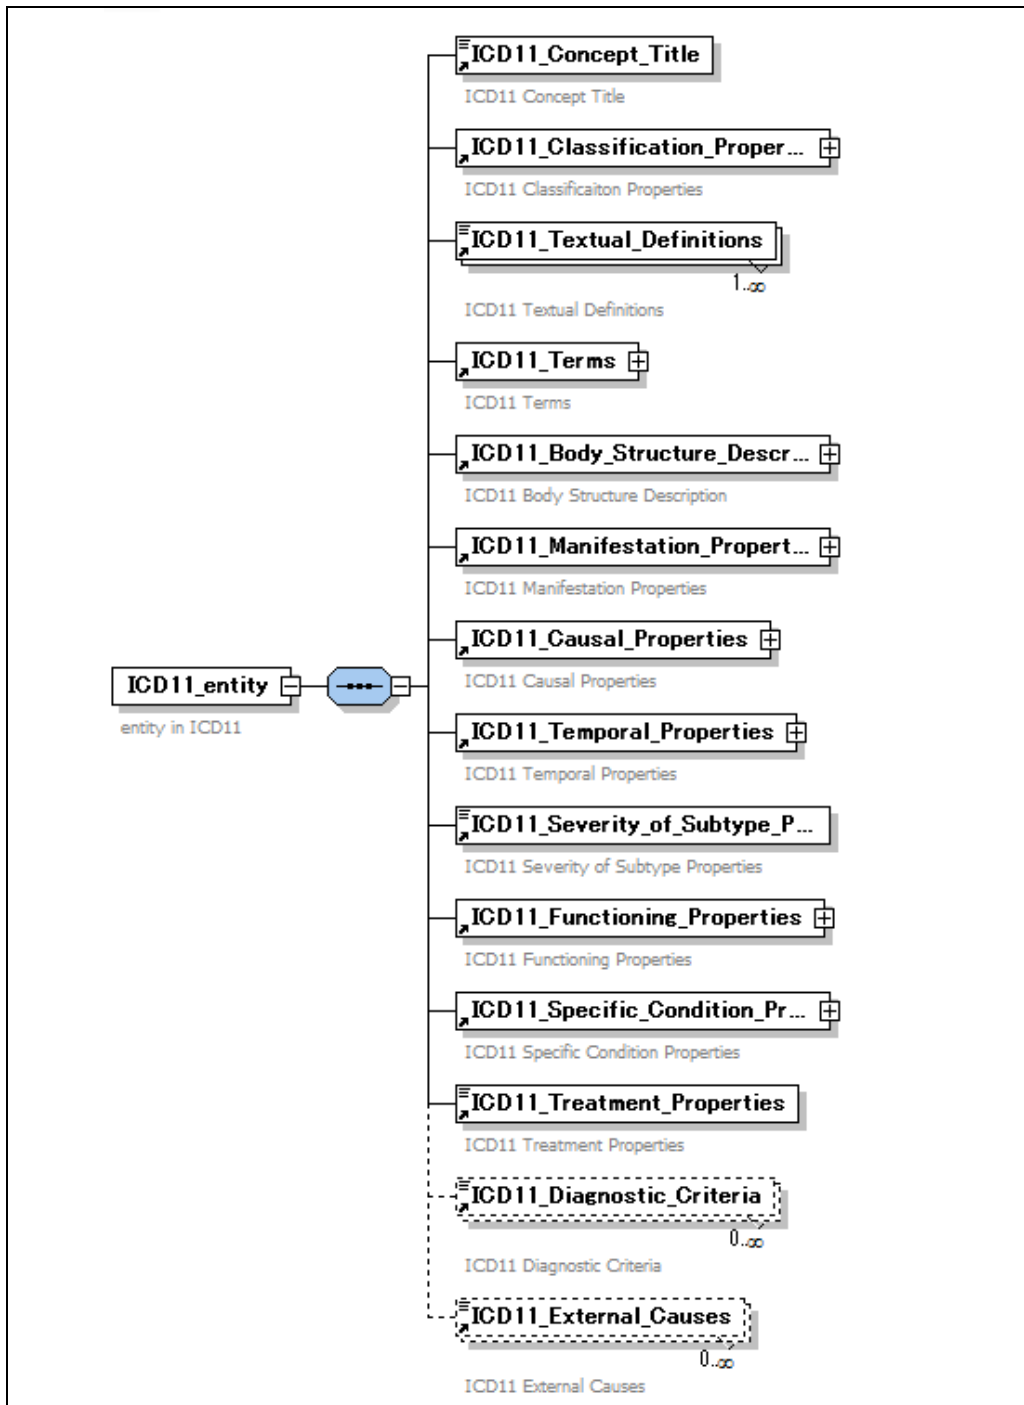 ICD11_Concept_Title
ICD11 Concept Title
ICD11_Classification_Proper...
ICD11 Classificaiton Properties
ICD11_Textual_Definitions
1..∞
ICD11 Textual Definitions
ICD11_Terms
ICD11 Terms
ICD11_Body_Structure_Descr...
ICD11 Body Structure Description
ICD11_Manifestation_Propert...
ICD11 Manifestation Properties
ICD11_Causal_Properties
ICD11 Causal Properties
ICD11_entity
entity in ICD11
ICD11_Temporal_Properties
ICD11 Temporal Properties
ICD11_Severity_of_Subtype_P...
ICD11 Severity of Subtype Properties
ICD11_Functioning_Properties
ICD11 Functioning Properties
ICD11_Specific_Condition_Pr...
ICD11 Specific Condition Properties
ICD11_Treatment_Properties
ICD11 Treatment Properties
ICD11_Diagnostic_Criteria
0..∞
ICD11 Diagnostic Criteria
ICD11_External_Causes
0..∞
ICD11 External Causes